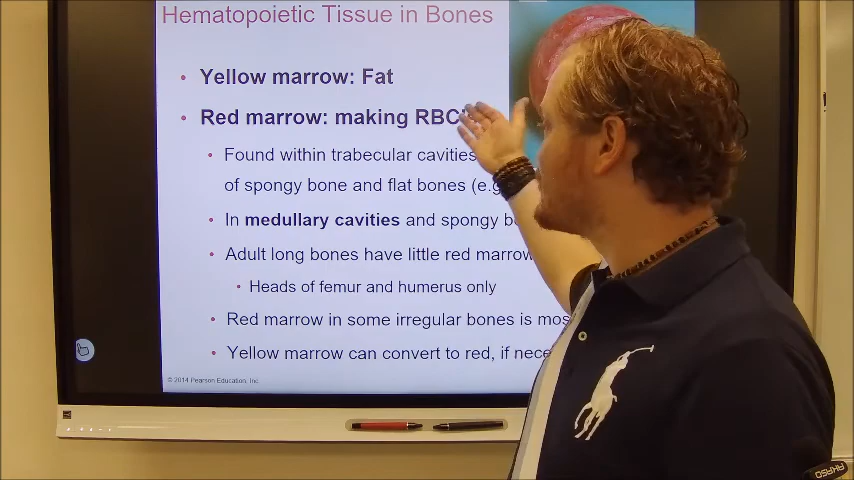 Hematopoietic Tissue in Bones
• Yellow marrow: Fat
• Red marrow: making RBC
• Found within trabecular cavities
of spongy bone and flat bones (e.g
• In medullary cavities and spongy
• Adult long bones have little red marrow
• Heads of femur and humerus only
• Red marrow in some irregular bones is
• Yellow marrow can convert to red, if
© 2014 Pearson Education, Inc.